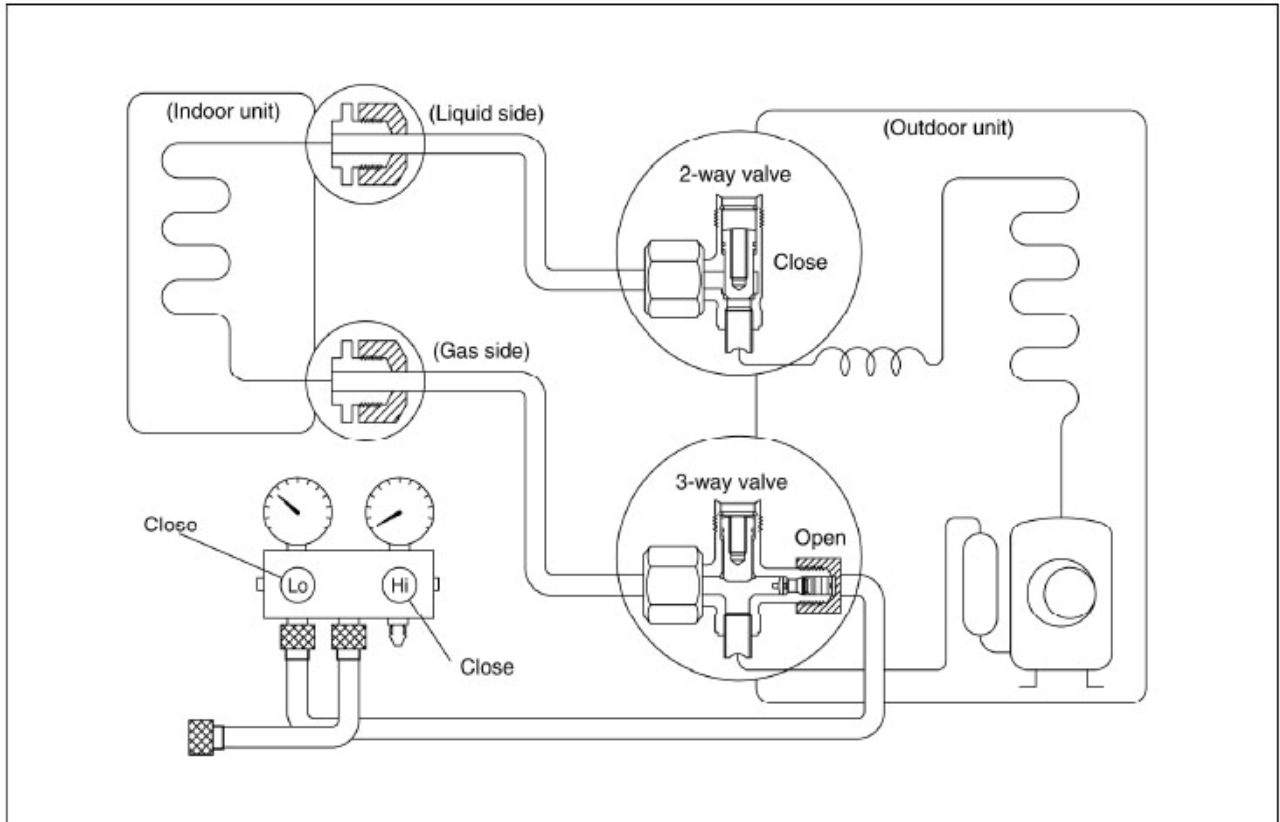 (Indoor unit)
(Liquid side)
(Outdoor unit)
2-way valve
Close
(Gas side)
3-way valve
Open
Close
Lo
Hi
Close